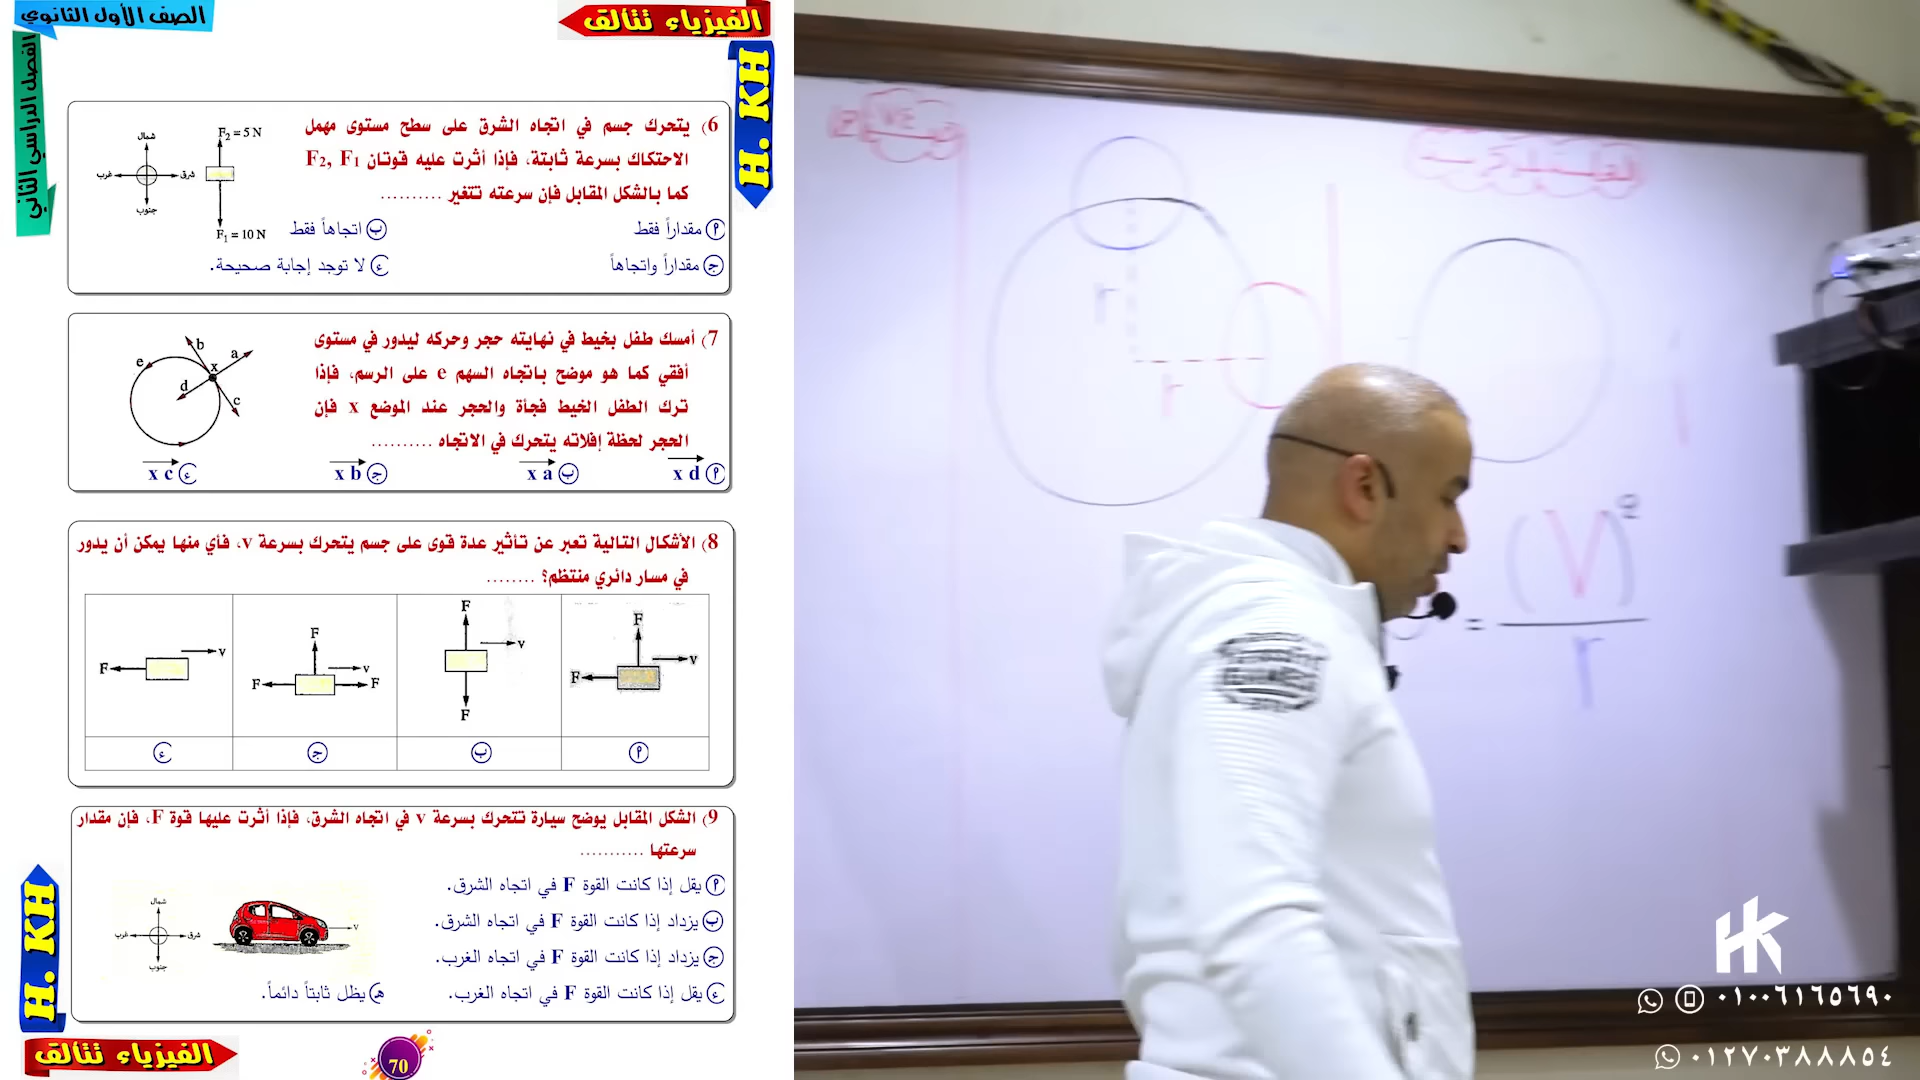 الصف الأول الثانوي
الفيزياء تتألق
الفصل الدراسي الثاني
H. KH
6) يتحرك جسم في اتجاه الشرق على سطح مستوى مهمل
الاحتكاك بسرعة ثابتة، فإذا أثرت عليه قوتان F2, F1
كما بالشكل المقابل فإن سرعته تتغير ..........
أ مقداراً فقط
ب اتجاهاً فقط
ج مقداراً واتجاهاً
د لا توجد إجابة صحيحة.
شمال
شرق
غرب
جنوب
F2 = 5 N
F1 = 10 N
7) أمسك طفل بخيط في نهايته حجر وحركه ليدور في مستوى
أفقي كما هو موضح باتجاه السهم e على الرسم، فإذا
ترك الطفل الخيط فجأة والحجر عند الموضع x فإن
الحجر لحظة إفلاته يتحرك في الاتجاه ..........
أ x d
ب x a
ج x b
د x c
b
a
e
x
d
c
8) الأشكال التالية تعبر عن تأثير عدة قوى على جسم يتحرك بسرعة v، فأي منها يمكن أن يدور
في مسار دائري منتظم؟ ........
F
v
F
F
v
F
F
v
F
F
v
F
أ
ب
ج
د
9) الشكل المقابل يوضح سيارة تتحرك بسرعة v في اتجاه الشرق، فإذا أثرت عليها قوة F، فإن مقدار
سرعتها ...........
أ يقل إذا كانت القوة F في اتجاه الشرق.
ب يزداد إذا كانت القوة F في اتجاه الشرق.
ج يزداد إذا كانت القوة F في اتجاه الغرب.
د يقل إذا كانت القوة F في اتجاه الغرب.
هـ يظل ثابتاً دائماً.
شمال
شرق
غرب
جنوب
v
H. KH
الفيزياء تتألق
70
r
r
= (V)²
r
HK
٠١٠٠٦١٦٥٦٩٠
٠١٢٧٠٣٨٨٨٥٤